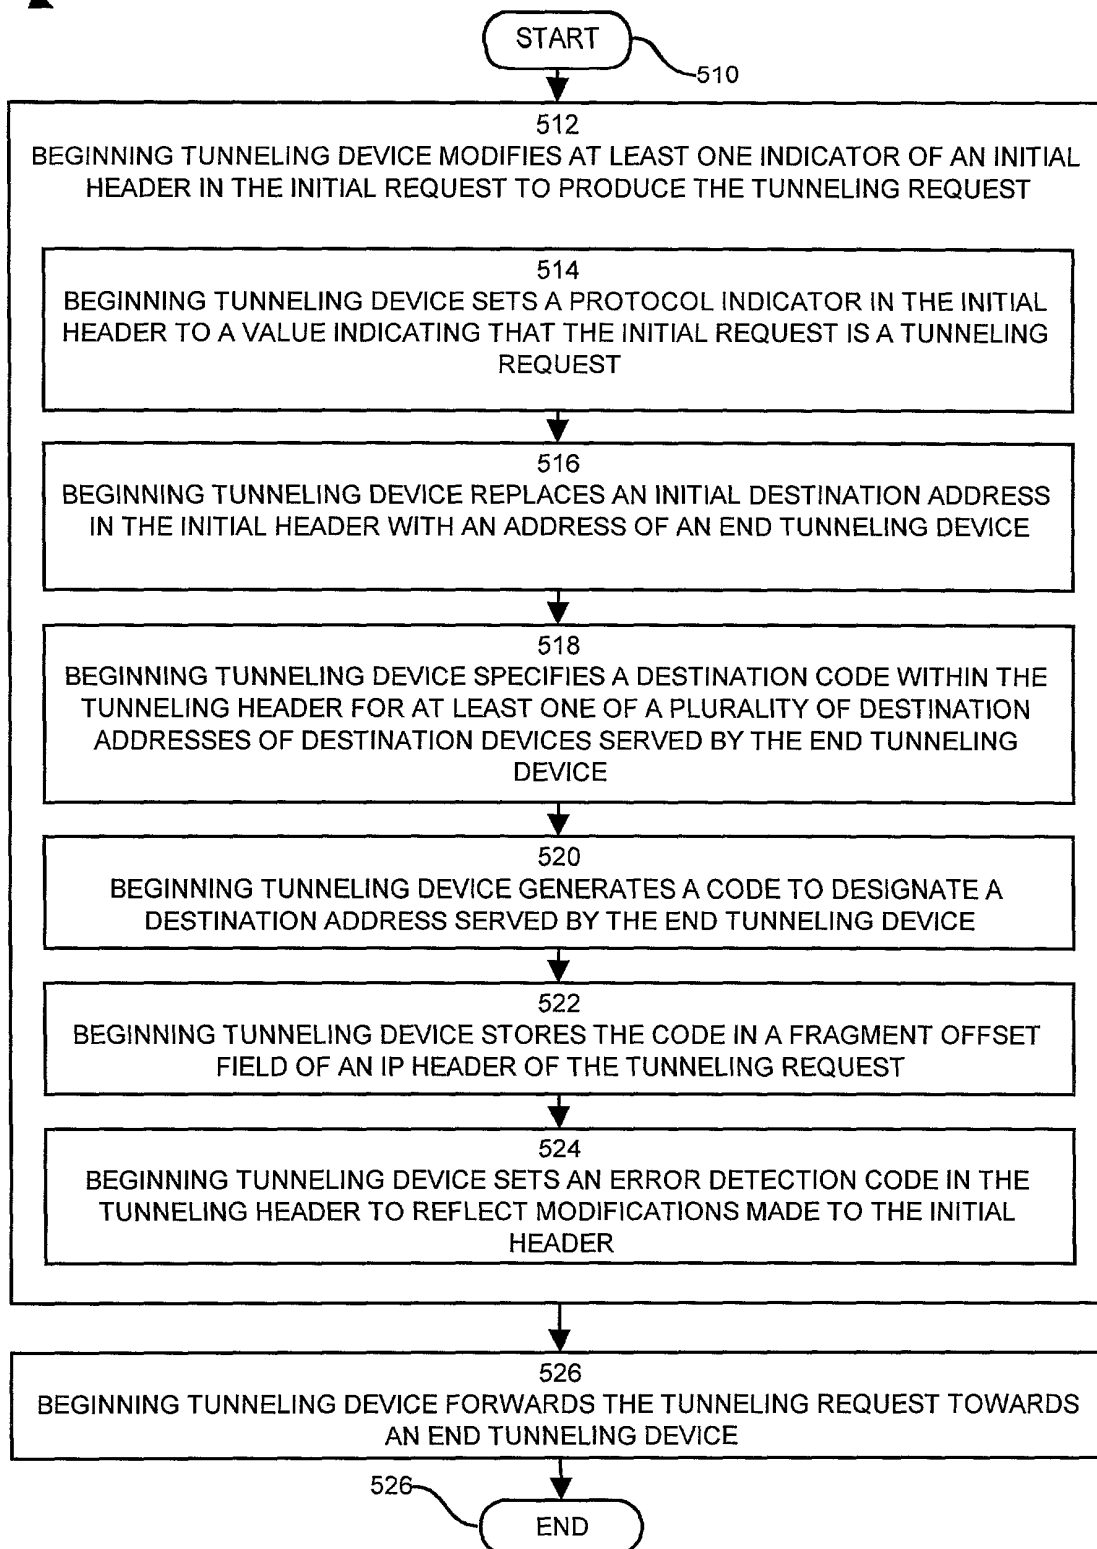 START
510
512
BEGINNING TUNNELING DEVICE MODIFIES AT LEAST ONE INDICATOR OF AN INITIAL
HEADER IN THE INITIAL REQUEST TO PRODUCE THE TUNNELING REQUEST
514
BEGINNING TUNNELING DEVICE SETS A PROTOCOL INDICATOR IN THE INITIAL
HEADER TO A VALUE INDICATING THAT THE INITIAL REQUEST IS A TUNNELING
REQUEST
516
BEGINNING TUNNELING DEVICE REPLACES AN INITIAL DESTINATION ADDRESS
IN THE INITIAL HEADER WITH AN ADDRESS OF AN END TUNNELING DEVICE
518
BEGINNING TUNNELING DEVICE SPECIFIES A DESTINATION CODE WITHIN THE
TUNNELING HEADER FOR AT LEAST ONE OF A PLURALITY OF DESTINATION
ADDRESSES OF DESTINATION DEVICES SERVED BY THE END TUNNELING
DEVICE
520
BEGINNING TUNNELING DEVICE GENERATES A CODE TO DESIGNATE A
DESTINATION ADDRESS SERVED BY THE END TUNNELING DEVICE
522
BEGINNING TUNNELING DEVICE STORES THE CODE IN A FRAGMENT OFFSET
FIELD OF AN IP HEADER OF THE TUNNELING REQUEST
524
BEGINNING TUNNELING DEVICE SETS AN ERROR DETECTION CODE IN THE
TUNNELING HEADER TO REFLECT MODIFICATIONS MADE TO THE INITIAL
HEADER
526
BEGINNING TUNNELING DEVICE FORWARDS THE TUNNELING REQUEST TOWARDS
AN END TUNNELING DEVICE
526
END